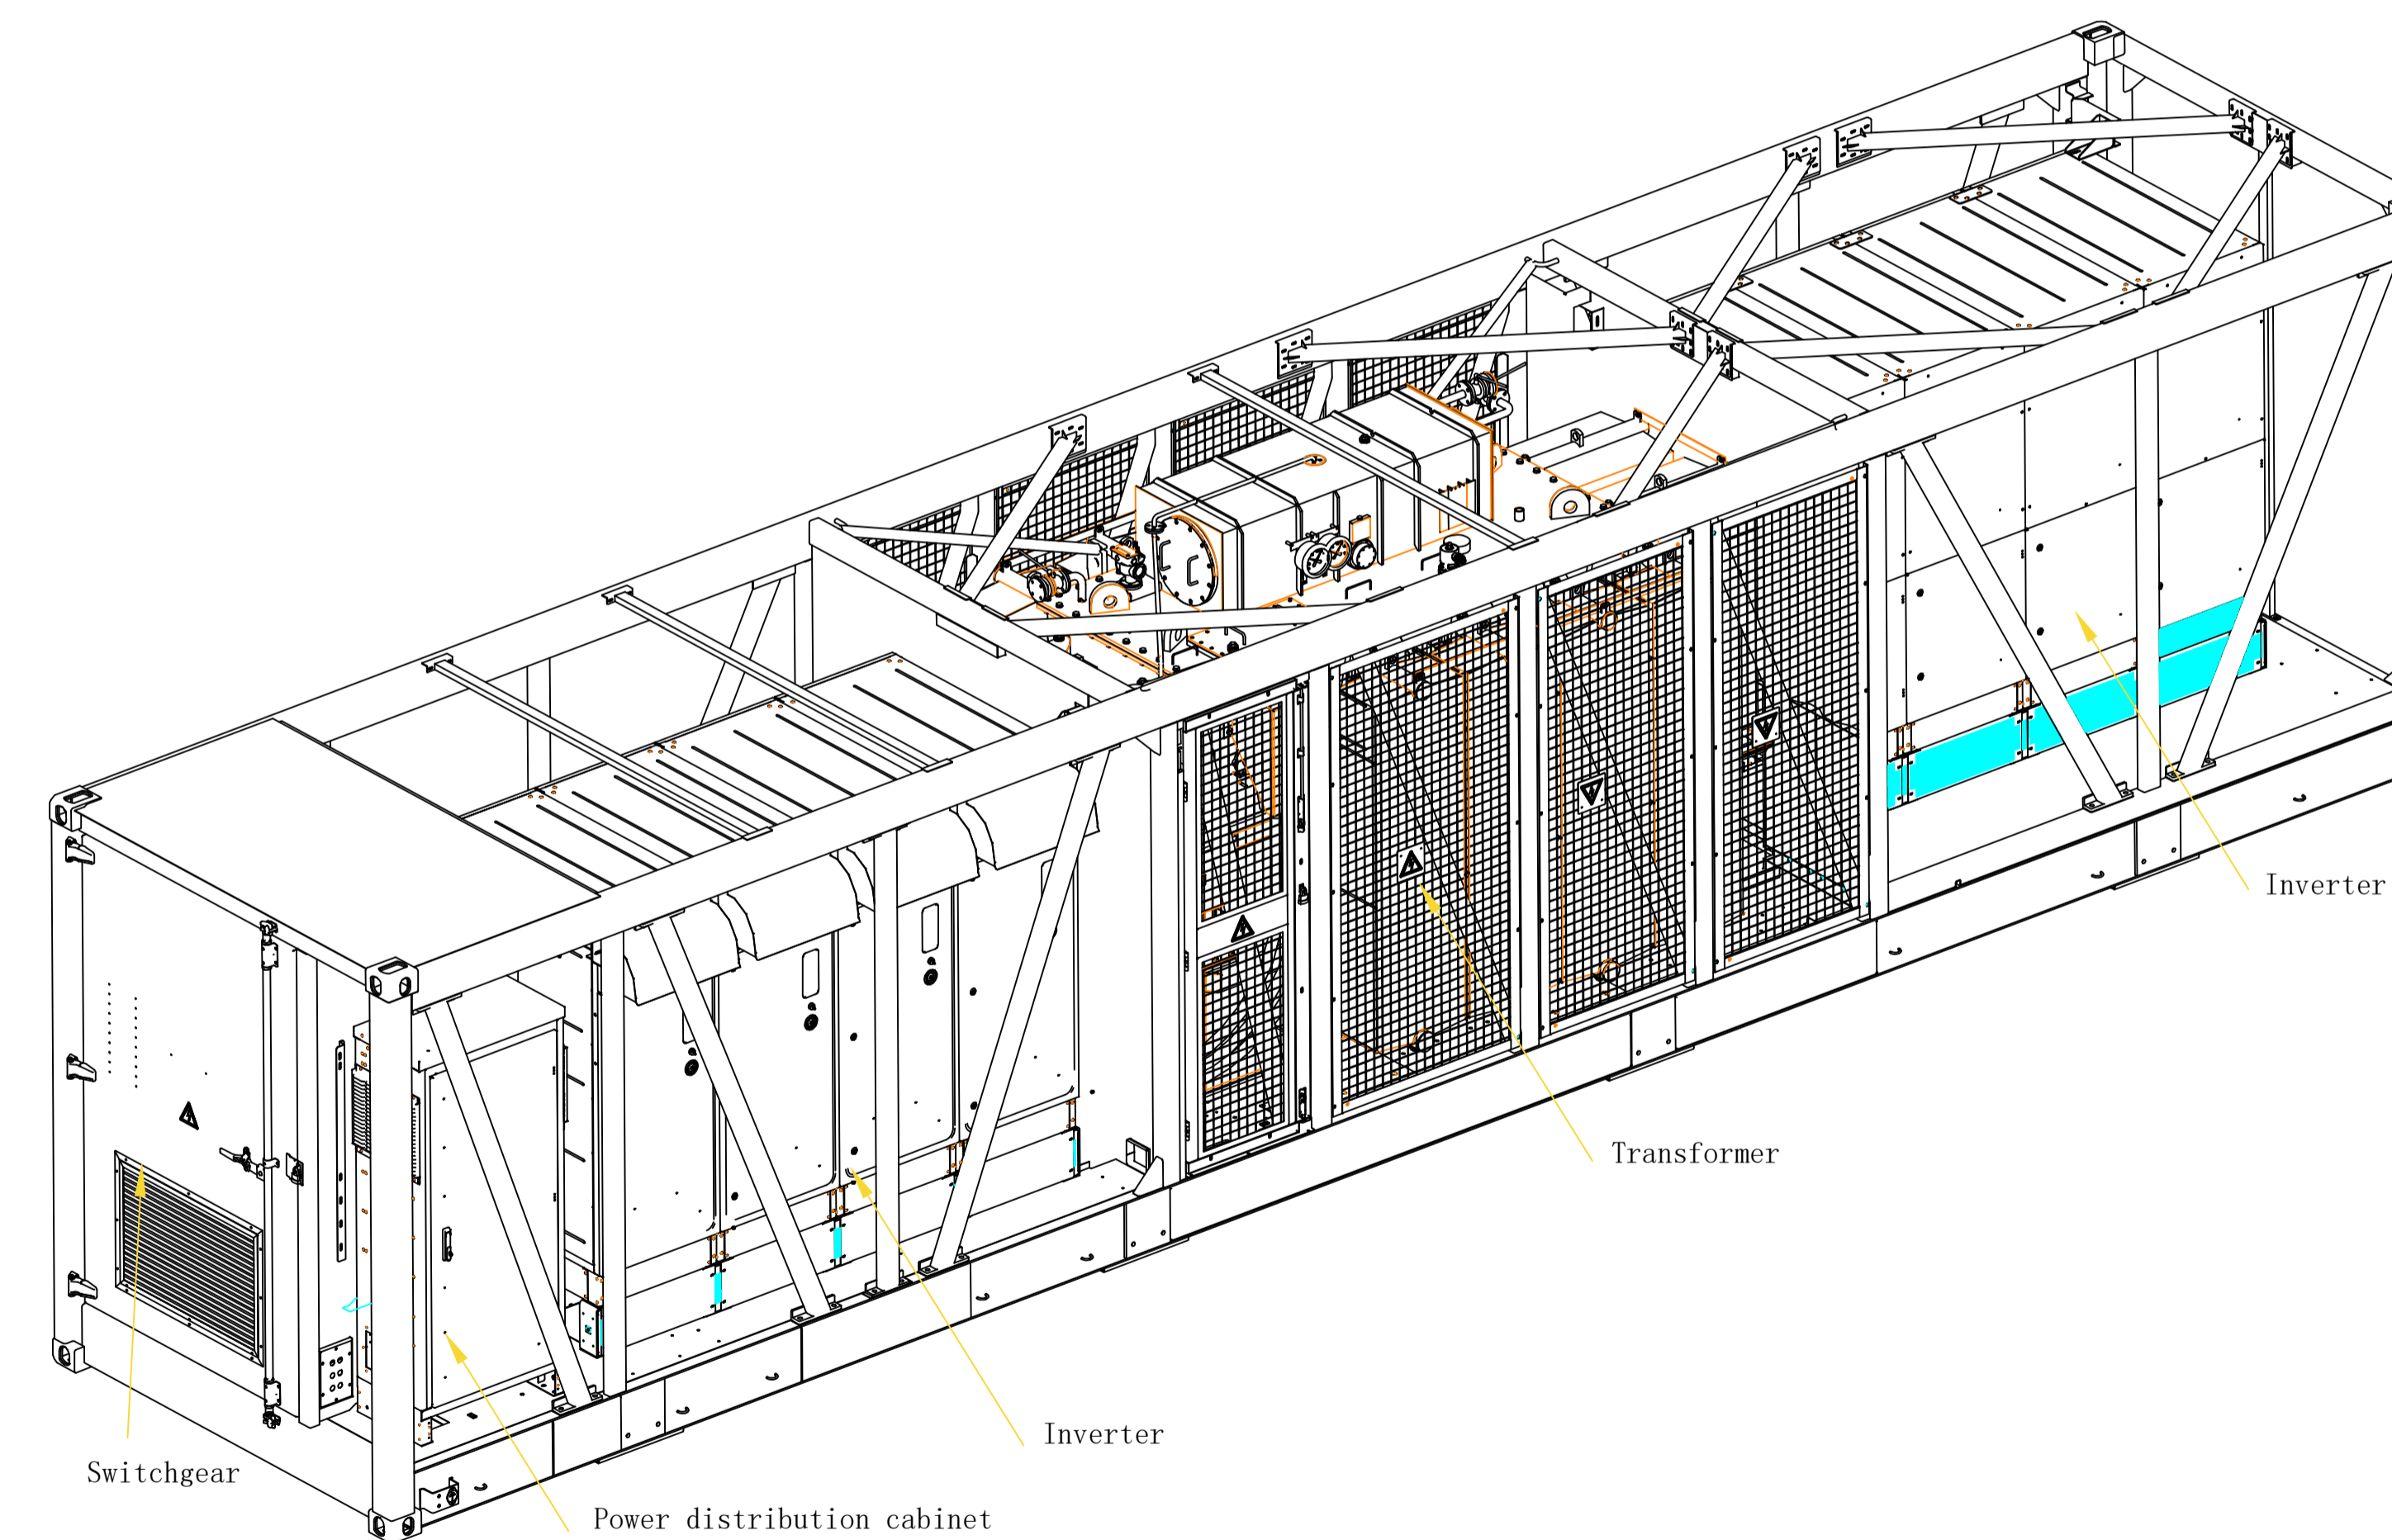 Inverter
Transformer
Inverter
Switchgear
Power distribution cabinet